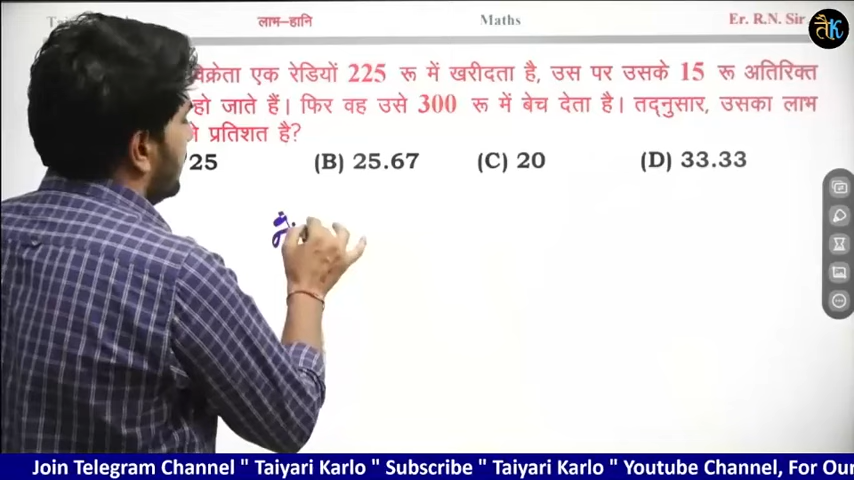 लाभ–हानि Maths Er. R.N. Sir
एक रेडियों 225 रू में खरीदता है, उस पर उसके 15 रू अतिरिक्त
हो जाते हैं। फिर वह उसे 300 रू में बेच देता है। तद्नुसार, उसका लाभ
प्रतिशत है?
25 (B) 25.67 (C) 20 (D) 33.33
Join Telegram Channel " Taiyari Karlo " Subscribe " Taiyari Karlo " Youtube Channel, For Our